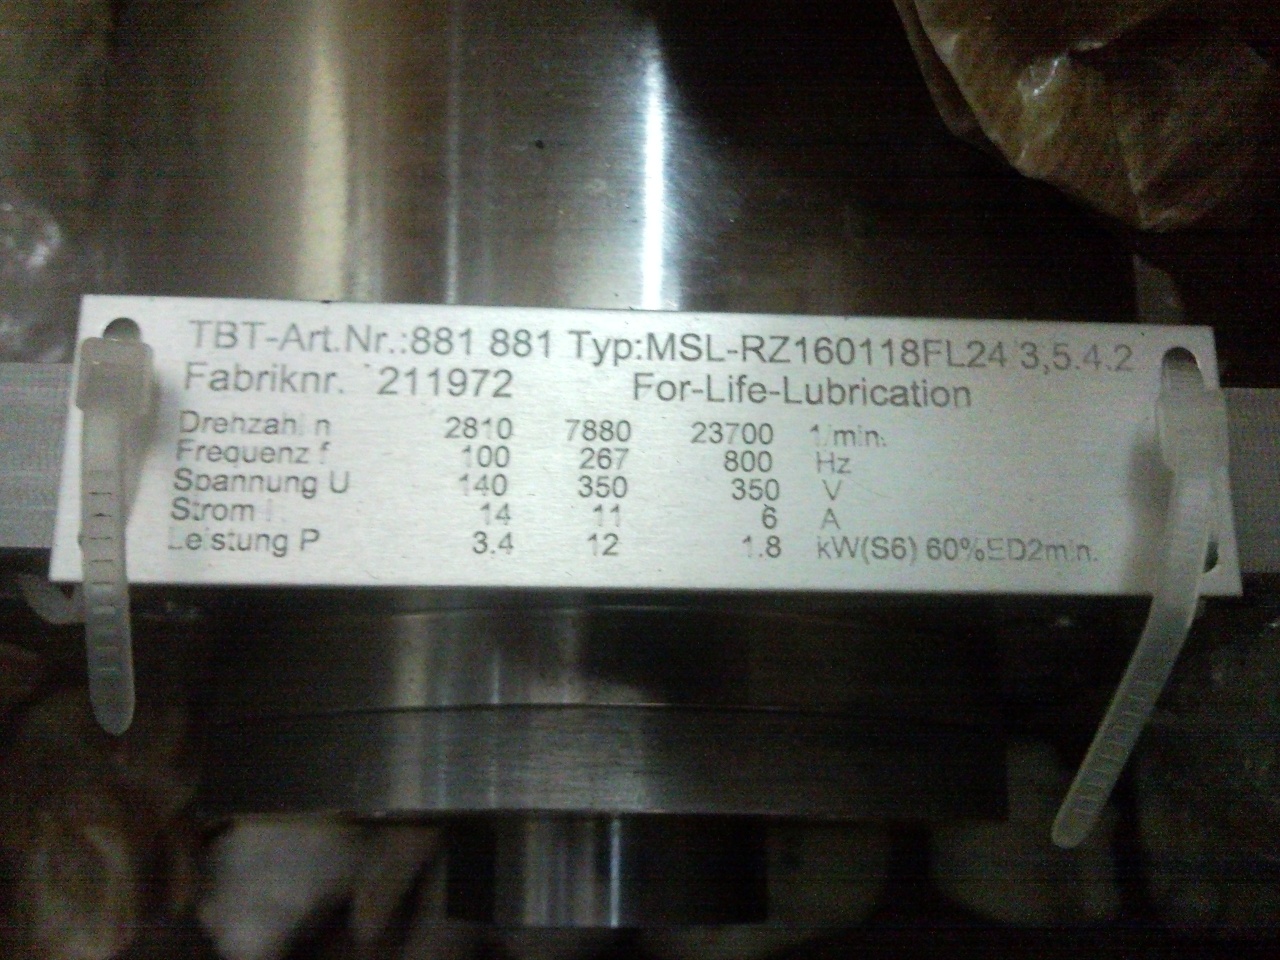 TBT-Art.Nr.:881 881 Typ:MSL-RZ160118FL24 3,5.4.2
Fabriknr. 211972 For-Life-Lubrication
Drehzahl n 2810 7880 23700 1/min.
Frequenz f 100 267 800 Hz
Spannung U 140 350 350 V
Strom I 14 11 6 A
Leistung P 3.4 12 1.8 kW(S6) 60%ED2min.